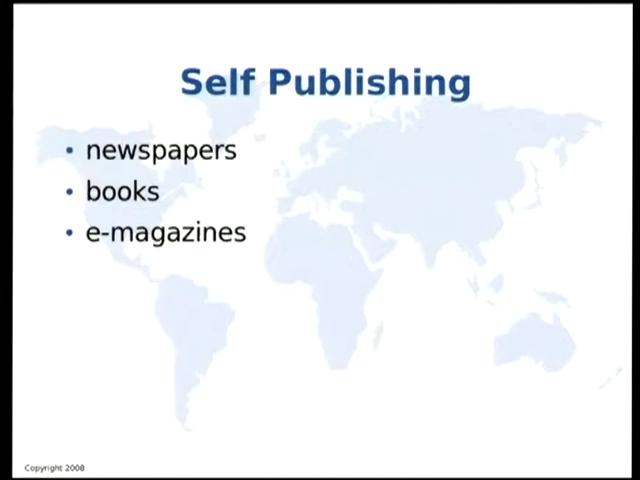 Self Publishing
• newspapers
• books
• e-magazines
Copyright 2008